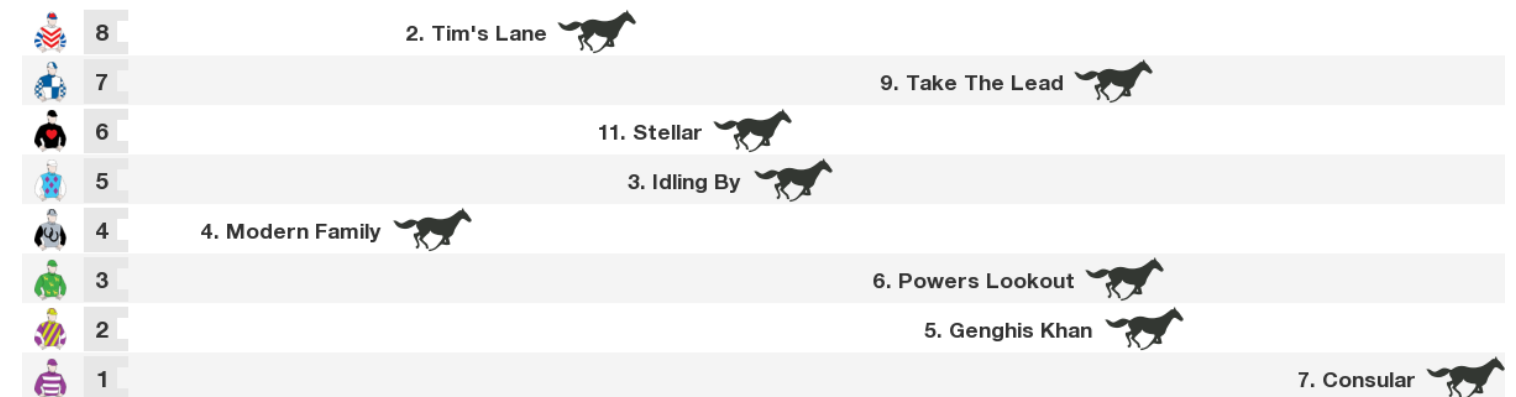 8 2. Tim's Lane
7 9. Take The Lead
6 11. Stellar
5 3. Idling By
4 4. Modern Family
3 6. Powers Lookout
2 5. Genghis Khan
1 7. Consular